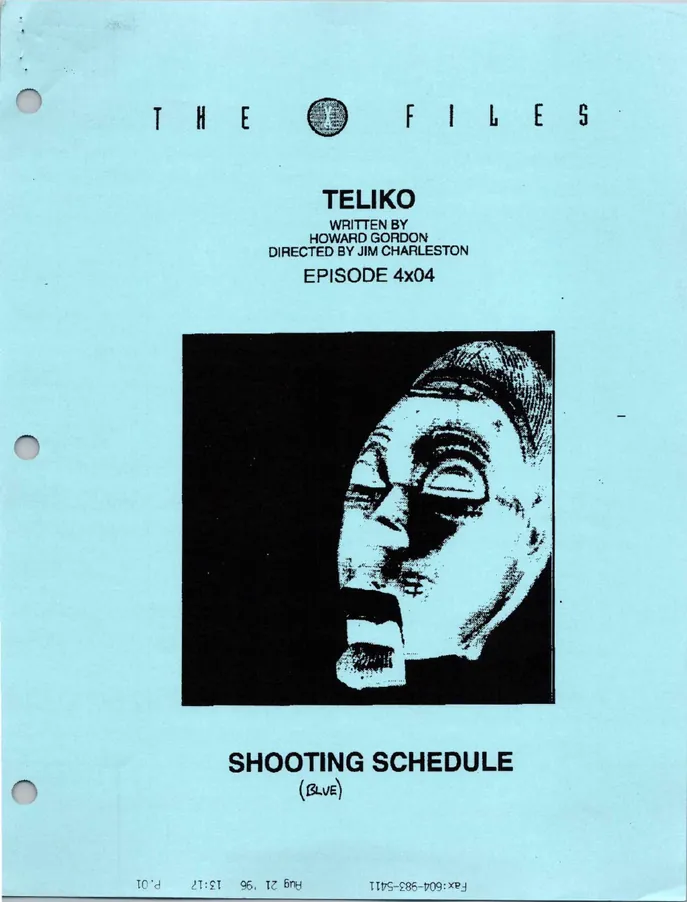 THE X FILES
TELIKO
WRITTEN BY
HOWARD GORDON
DIRECTED BY JIM CHARLESTON
EPISODE 4x04
SHOOTING SCHEDULE
(BLUE)
Fax:604-983-5411 Aug 21 '96 13:17 P.01